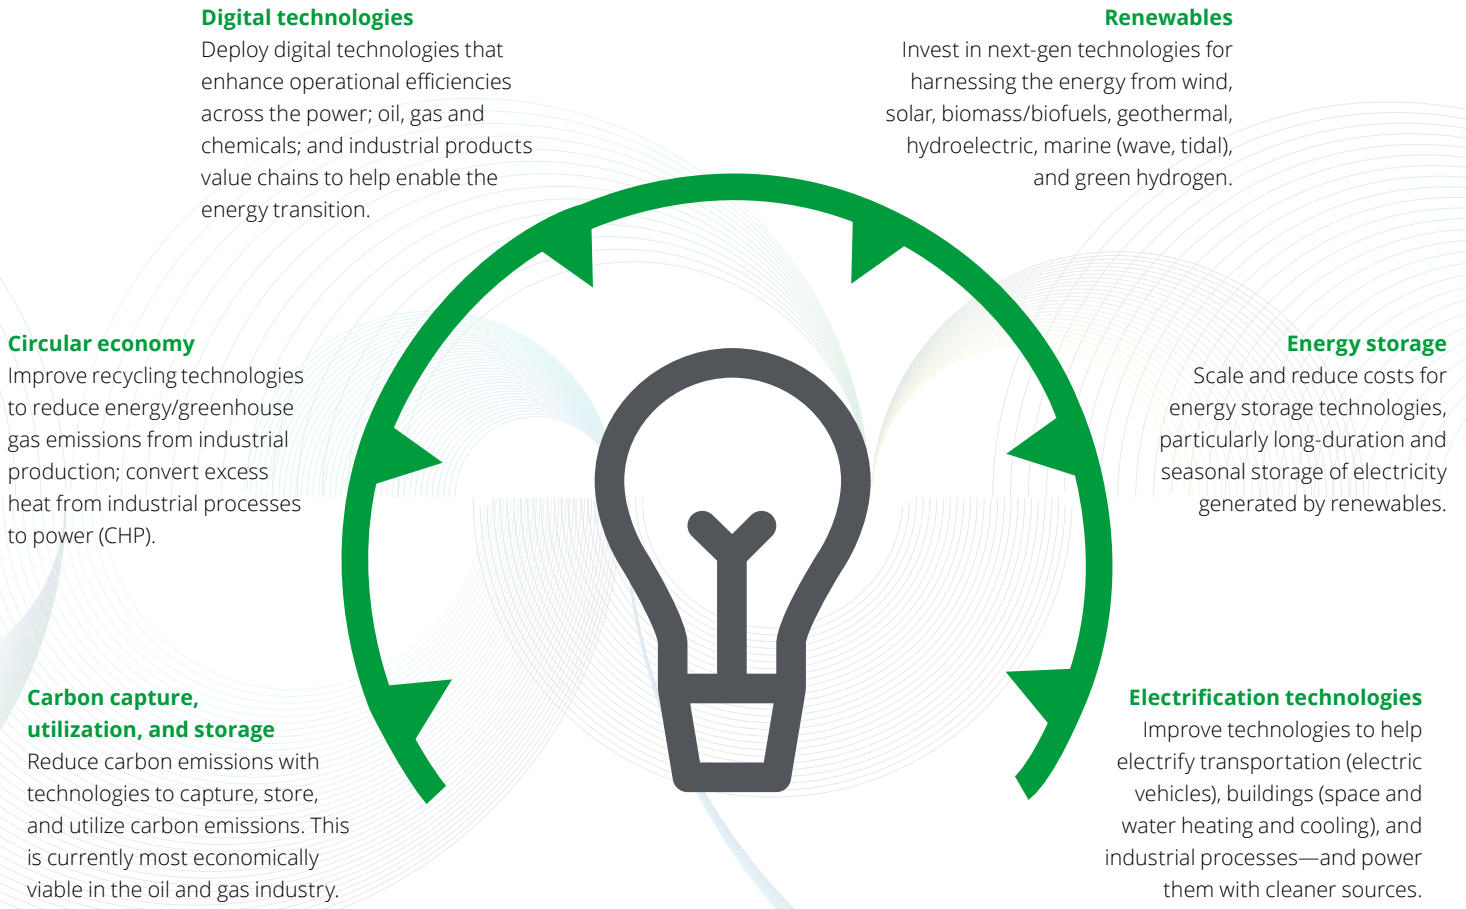 Digital technologies
Deploy digital technologies that
enhance operational efficiencies
across the power; oil, gas and
chemicals; and industrial products
value chains to help enable the
energy transition.
Renewables
Invest in next-gen technologies for
harnessing the energy from wind,
solar, biomass/biofuels, geothermal,
hydroelectric, marine (wave, tidal),
and green hydrogen.
Circular economy
Improve recycling technologies
to reduce energy/greenhouse
gas emissions from industrial
production; convert excess
heat from industrial processes
to power (CHP).
Energy storage
Scale and reduce costs for
energy storage technologies,
particularly long-duration and
seasonal storage of electricity
generated by renewables.
Carbon capture,
utilization, and storage
Reduce carbon emissions with
technologies to capture, store,
and utilize carbon emissions. This
is currently most economically
viable in the oil and gas industry.
Electrification technologies
Improve technologies to help
electrify transportation (electric
vehicles), buildings (space and
water heating and cooling), and
industrial processes—and power
them with cleaner sources.